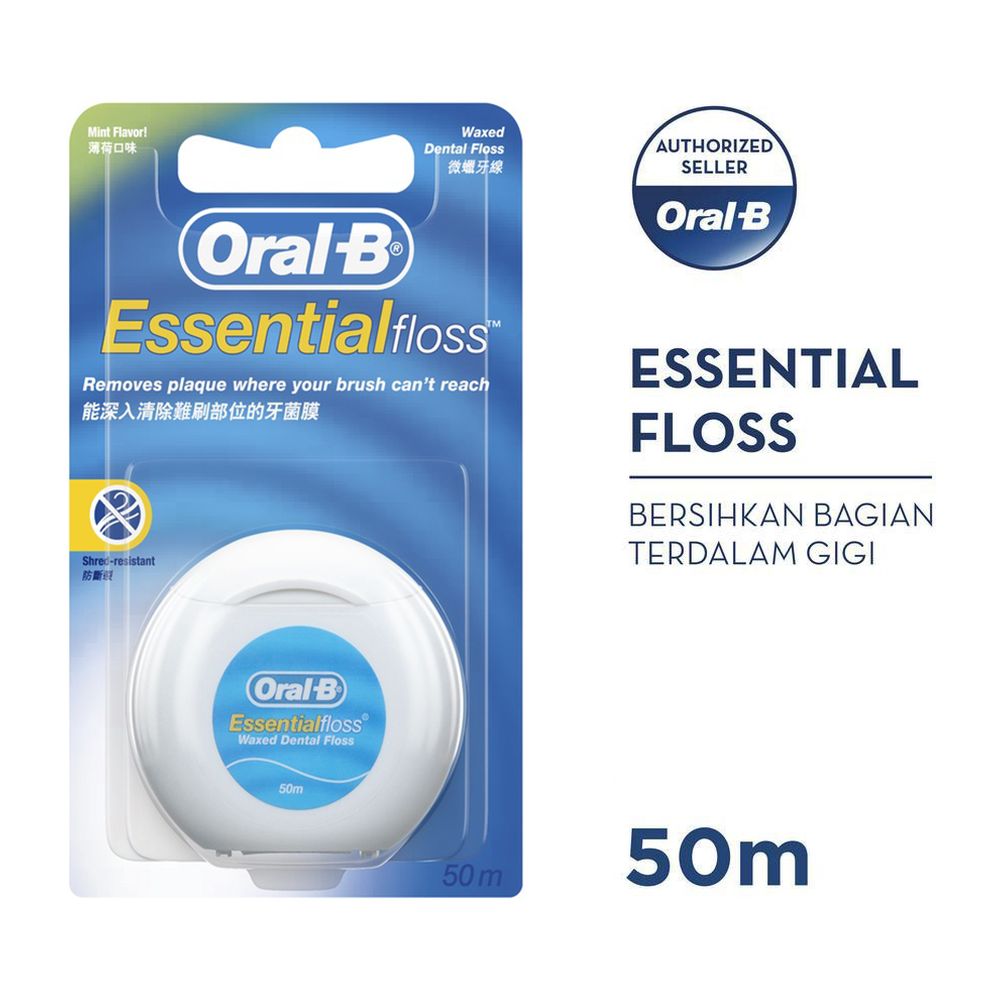 Mint Flavor!
薄荷口味
Waxed
Dental Floss
微蠟牙線
Oral-B®
Essentialfloss™
Removes plaque where your brush can't reach
能深入清除難刷部位的牙菌膜
Shred-resistant
防斷裂
Oral-B®
Essentialfloss®
Waxed Dental Floss
50m
50m
AUTHORIZED
SELLER
Oral-B
ESSENTIAL
FLOSS
BERSIHKAN BAGIAN
TERDALAM GIGI
50m